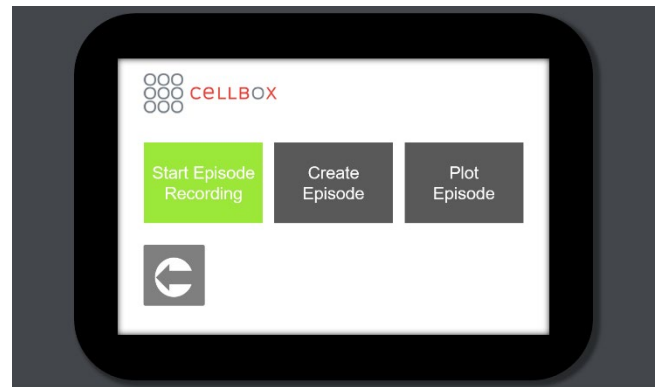 CELLBOX
Start Episode
Recording
Create
Episode
Plot
Episode